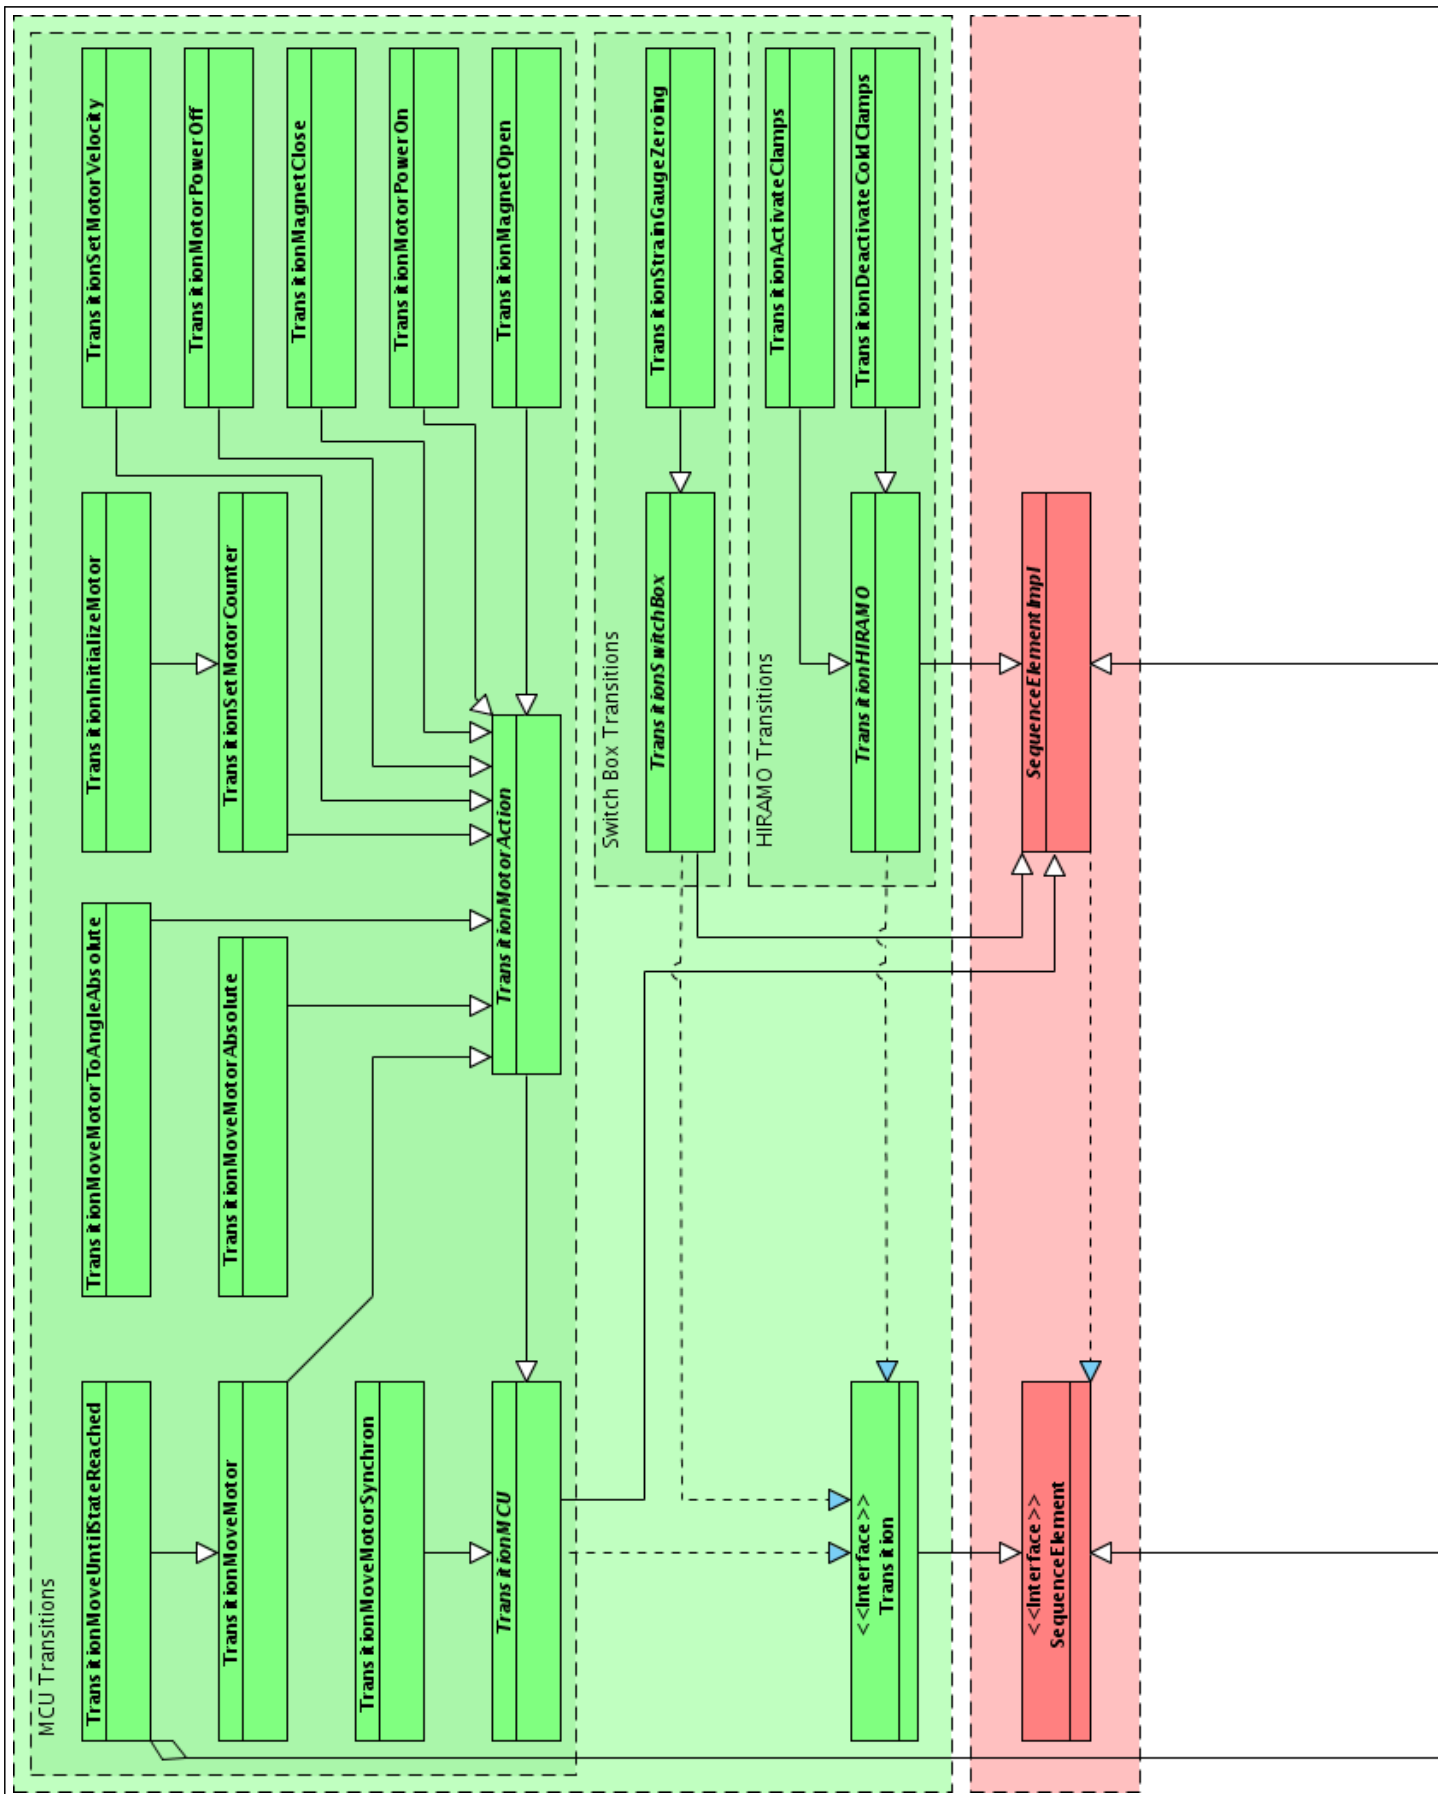 MCU Transitions
TransitionMoveUntilStateReached
TransitionMoveMotorToAngleAbsolute
TransitionInitializeMotor
TransitionSetMotorVelocity
TransitionMotorPowerOff
TransitionMoveMotor
TransitionMoveMotorAbsolute
TransitionSetMotorCounter
TransitionMagnetClose
TransitionMoveMotorSynchron
TransitionMotorPowerOn
TransitionMCU
TransitionMotorAction
TransitionMagnetOpen
Switch Box Transitions
TransitionSwitchBox
TransitionStrainGaugeZeroing
HIRAMO Transitions
TransitionActivateClamps
<<Interface>>
Transition
TransitionHIRAMO
TransitionDeactivateColdClamps
<<Interface>>
SequenceElement
SequenceElementImpl